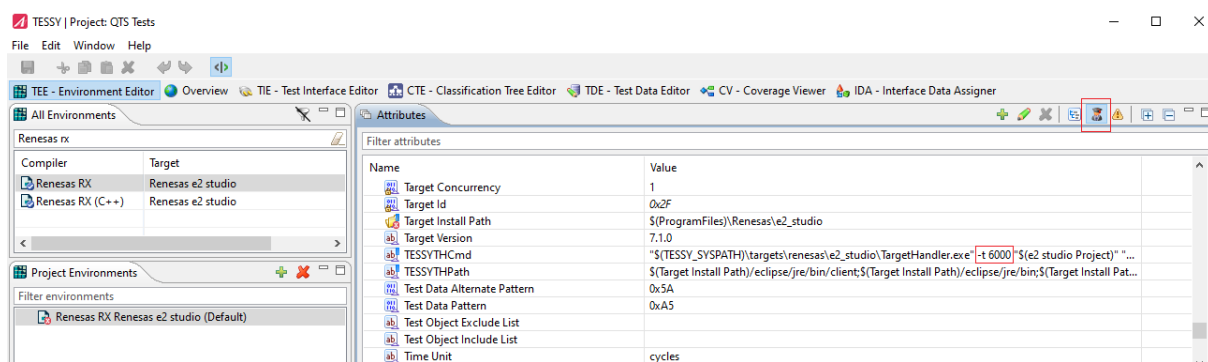 TESSY | Project: QTS Tests
File Edit Window Help
TEE - Environment Editor Overview TIE - Test Interface Editor CTE - Classification Tree Editor TDE - Test Data Editor CV - Coverage Viewer IDA - Interface Data Assigner
All Environments
Renesas rx
Compiler Target
Renesas RX Renesas e2 studio
Renesas RX (C++) Renesas e2 studio
Project Environments
Filter environments
Renesas RX Renesas e2 studio (Default)
Attributes
Filter attributes
Name Value
Target Concurrency 1
Target Id 0x2F
Target Install Path $(ProgramFiles)\Renesas\e2_studio
Target Version 7.1.0
TESSYTHCmd "$(TESSY_SYSPATH)\targets\renesas\e2_studio\TargetHandler.exe" -t 6000 "$(e2 studio Project)" "...
TESSYTHPath $(Target Install Path)/eclipse/jre/bin/client;$(Target Install Path)/eclipse/jre/bin;$(Target Install Pat...
Test Data Alternate Pattern 0x5A
Test Data Pattern 0xA5
Test Object Exclude List
Test Object Include List
Time Unit cycles